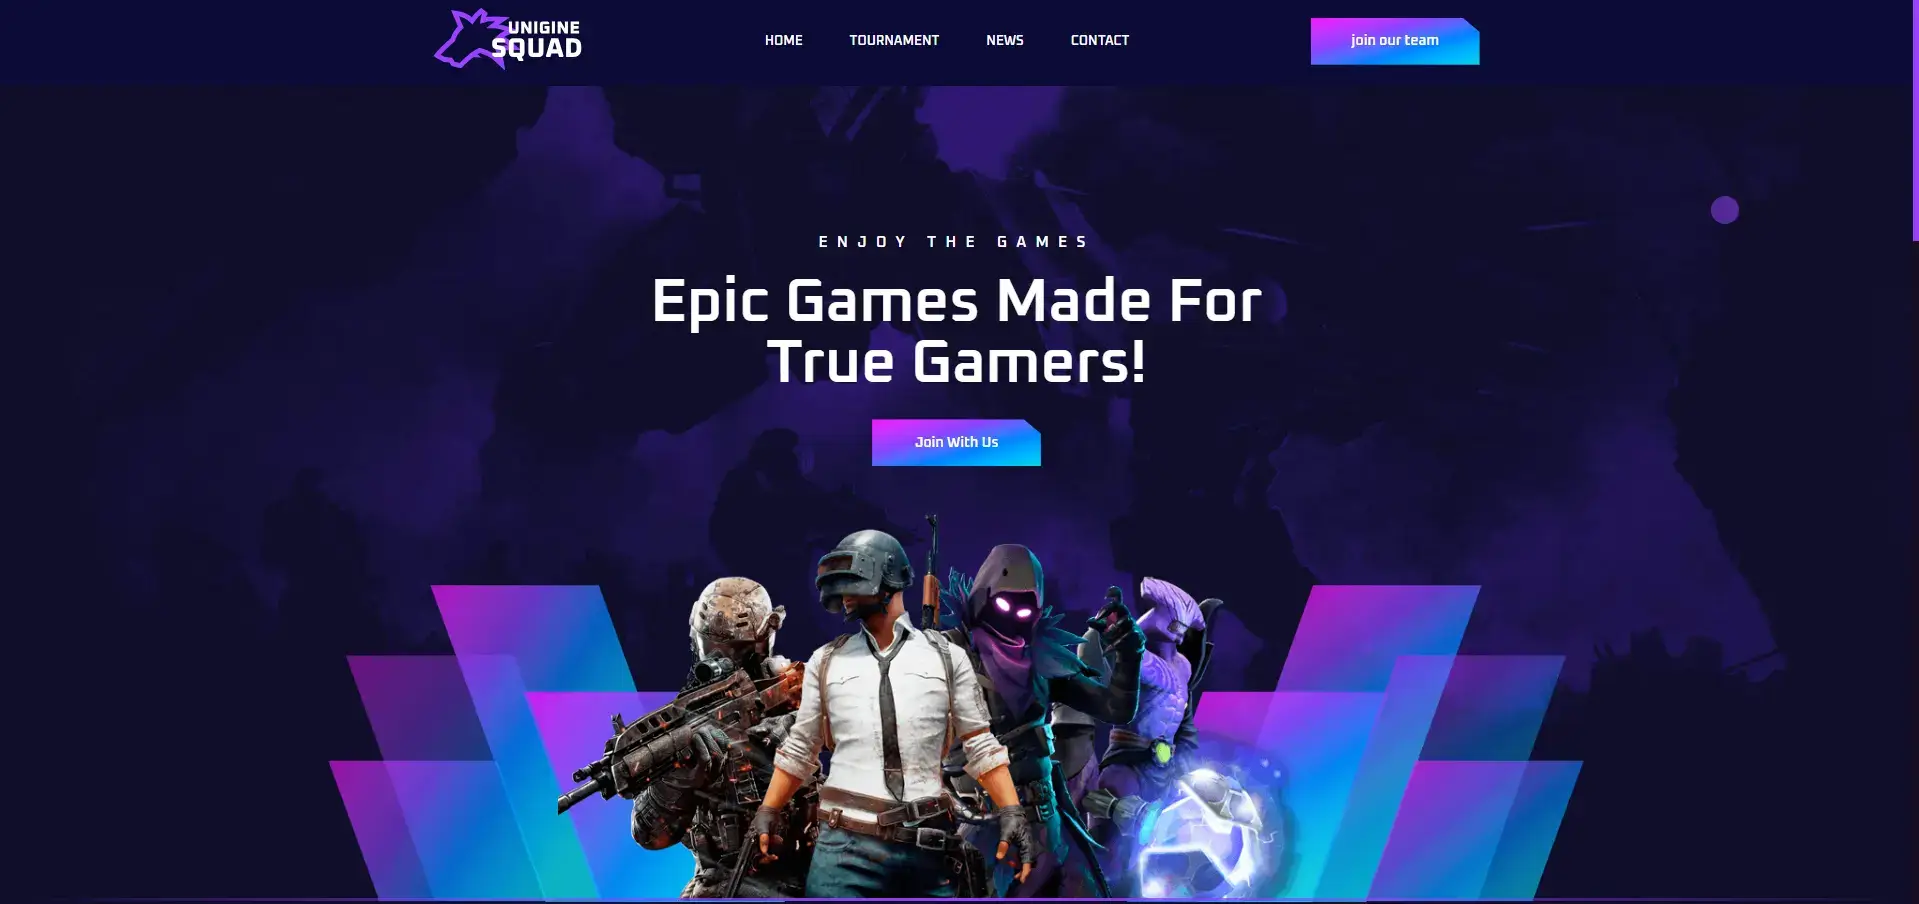 UNIGINE
SQUAD
HOME
TOURNAMENT
NEWS
CONTACT
join our team
ENJOY THE GAMES
Epic Games Made For
True Gamers!
Join With Us